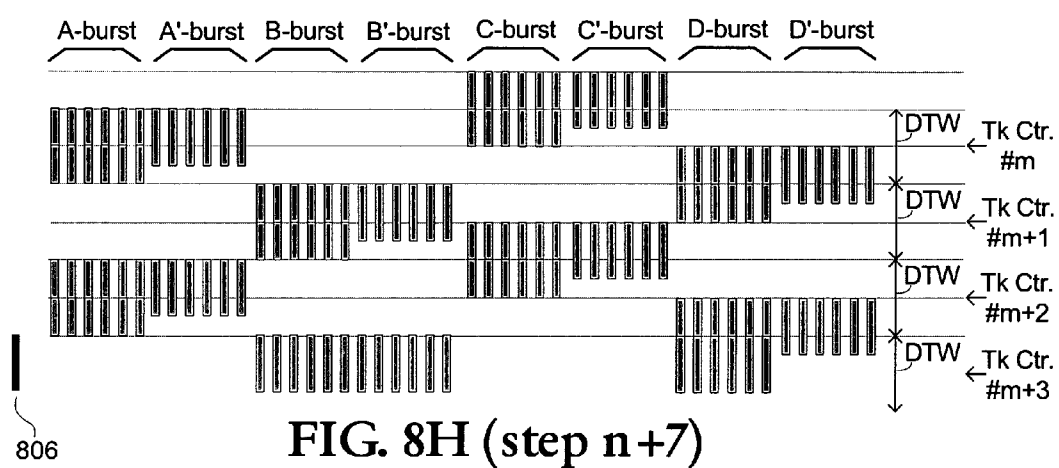 A-burst A'-burst B-burst B'-burst C-burst C'-burst D-burst D'-burst
DTW
Tk Ctr.
#m
DTW
Tk Ctr.
#m+1
DTW
Tk Ctr.
#m+2
DTW
Tk Ctr.
#m+3
806
FIG. 8H (step n+7)